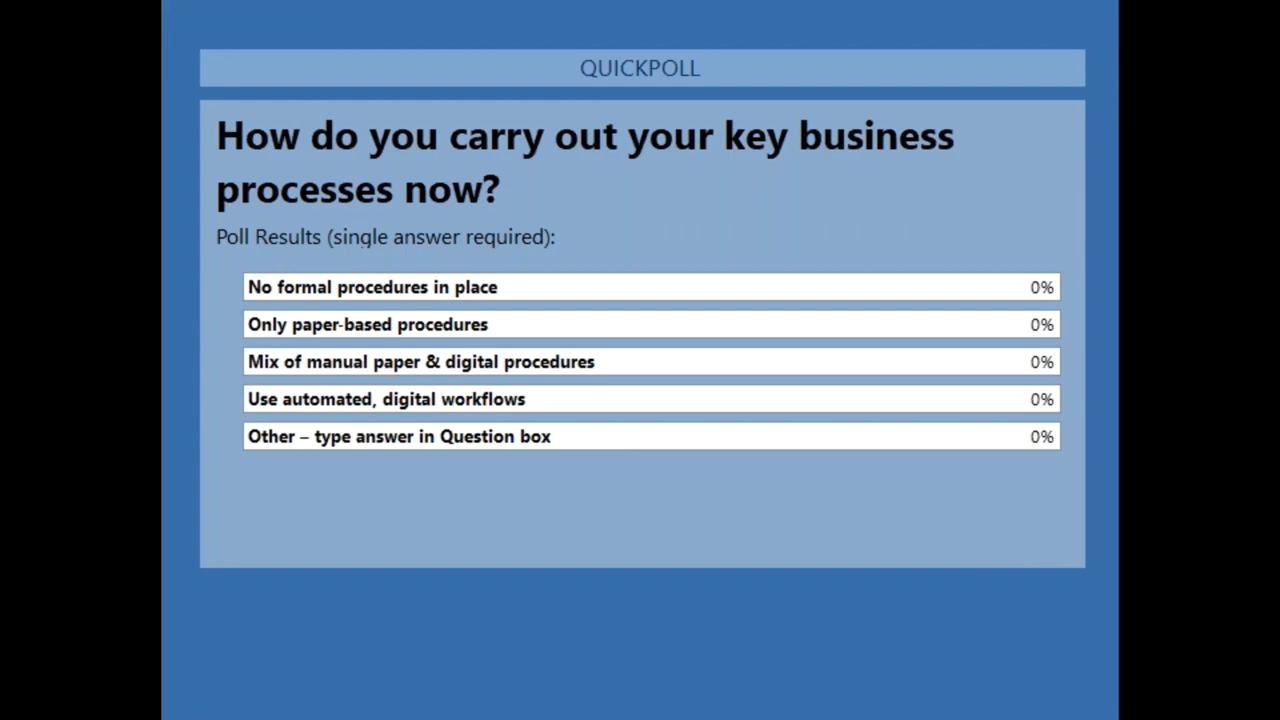 QUICKPOLL
How do you carry out your key business
processes now?
Poll Results (single answer required):
No formal procedures in place 0%
Only paper-based procedures 0%
Mix of manual paper & digital procedures 0%
Use automated, digital workflows 0%
Other – type answer in Question box 0%